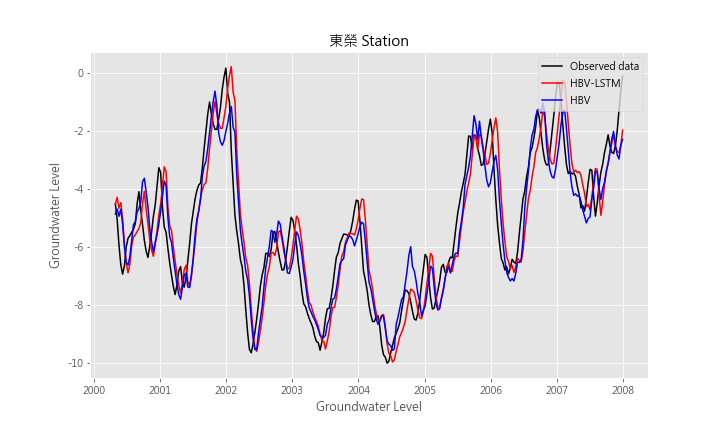 東榮 Station
Observed data
HBV-LSTM
HBV
0
-2
-4
-6
-8
-10
Groundwater Level
2000 2001 2002 2003 2004 2005 2006 2007 2008
Groundwater Level